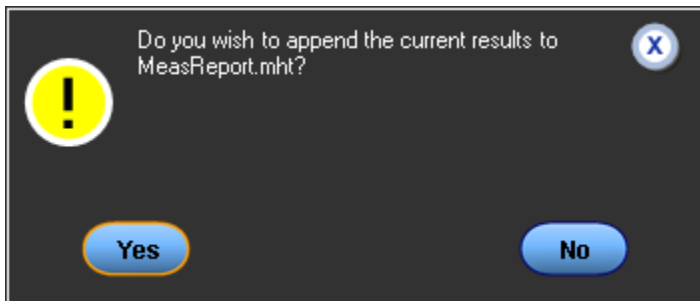 Do you wish to append the current results to
MeasReport.mht?
X
!
Yes
No